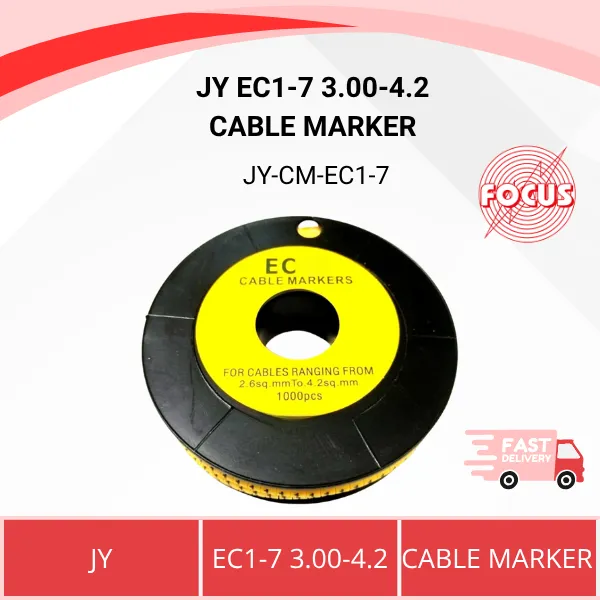 JY EC1-7 3.00-4.2
CABLE MARKER
JY-CM-EC1-7
FOCUS
EC
CABLE MARKERS
FOR CABLES RANGING FROM
2.6sq.mmTo.4.2sq.mm
1000pcs
FAST
DELIVERY
JY
EC1-7 3.00-4.2
CABLE MARKER